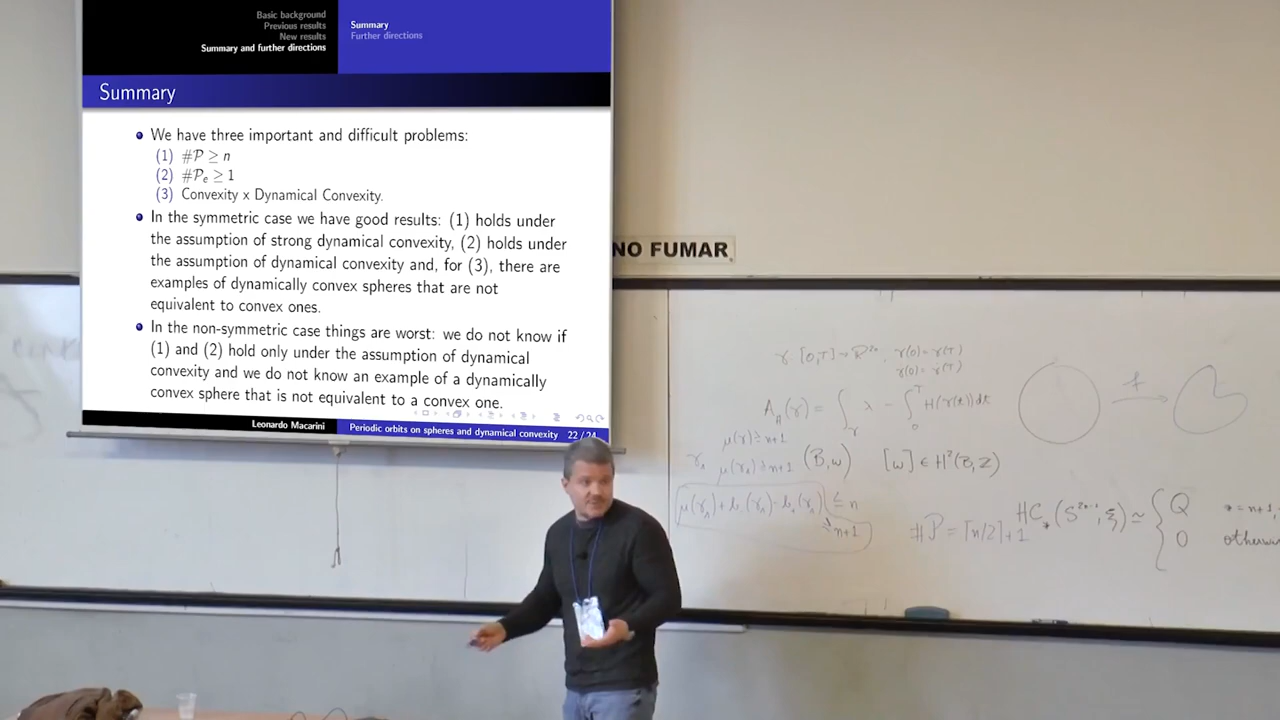 Basic background
Previous results
New results
Summary and further directions
Summary
Further directions
Summary
We have three important and difficult problems:
(1) #𝒫 ≥ n
(2) #𝒫ₑ ≥ 1
(3) Convexity x Dynamical Convexity.
In the symmetric case we have good results: (1) holds under
the assumption of strong dynamical convexity, (2) holds under
the assumption of dynamical convexity and, for (3), there are
examples of dynamically convex spheres that are not
equivalent to convex ones.
In the non-symmetric case things are worst: we do not know if
(1) and (2) hold only under the assumption of dynamical
convexity and we do not know an example of a dynamically
convex sphere that is not equivalent to a convex one.
Leonardo Macarini
Periodic orbits on spheres and dynamical convexity
22 / 24
NO FUMAR
γ(0) = γ(T)
γ(0) = γ(T)
(γ) = ∫ λ − ∫ H(γ(t))dt
μ(γ) ≥ n+1
≥ n+1
(B, ω)
[ω] ∈ H²(B, Z)
≤ n
n+1
#𝒫 = ⌈n/2⌉ + 1
HC⁎(S²ⁿ⁻¹, ξ) ≃ { Q
* = n+1,
0